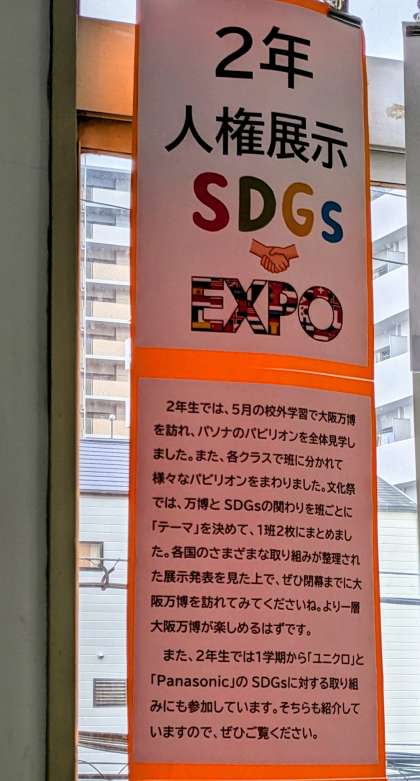 2年
人権展示
SDGs
EXPO
2年生では、5月の校外学習で大阪万博
を訪れ、パソナのパビリオンを全体見学し
ました。また、各クラスで班に分かれて
様々なパビリオンをまわりました。文化祭
では、万博と SDGsの関わりを班ごとに
「テーマ」を決めて、1班2枚にまとめまし
た。各国のさまざまな取り組みが整理され
た展示発表を見た上で、ぜひ閉幕までに大
阪万博を訪れてみてくださいね。より一層
大阪万博が楽しめるはずです。
また、2年生では1学期から「ユニクロ」と
「Panasonic」の SDGsに対する取り組
みにも参加しています。そちらも紹介して
いますので、ぜひご覧ください。